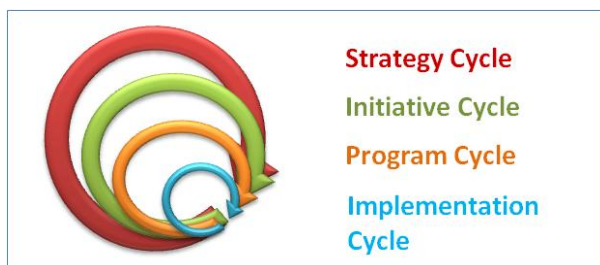 Strategy Cycle
Initiative Cycle
Program Cycle
Implementation
Cycle